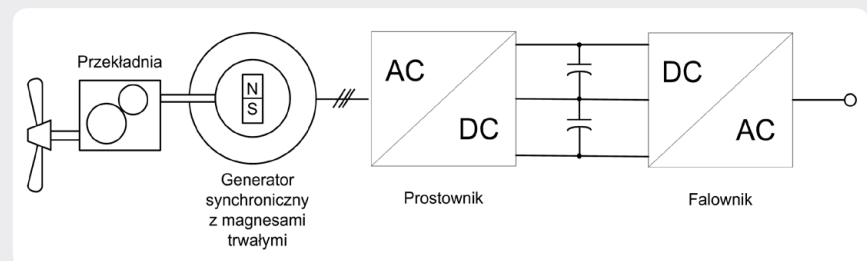 Przekładnia
N
S
Generator
synchroniczny
z magnesami
trwałymi
AC
DC
Prostownik
DC
AC
Falownik